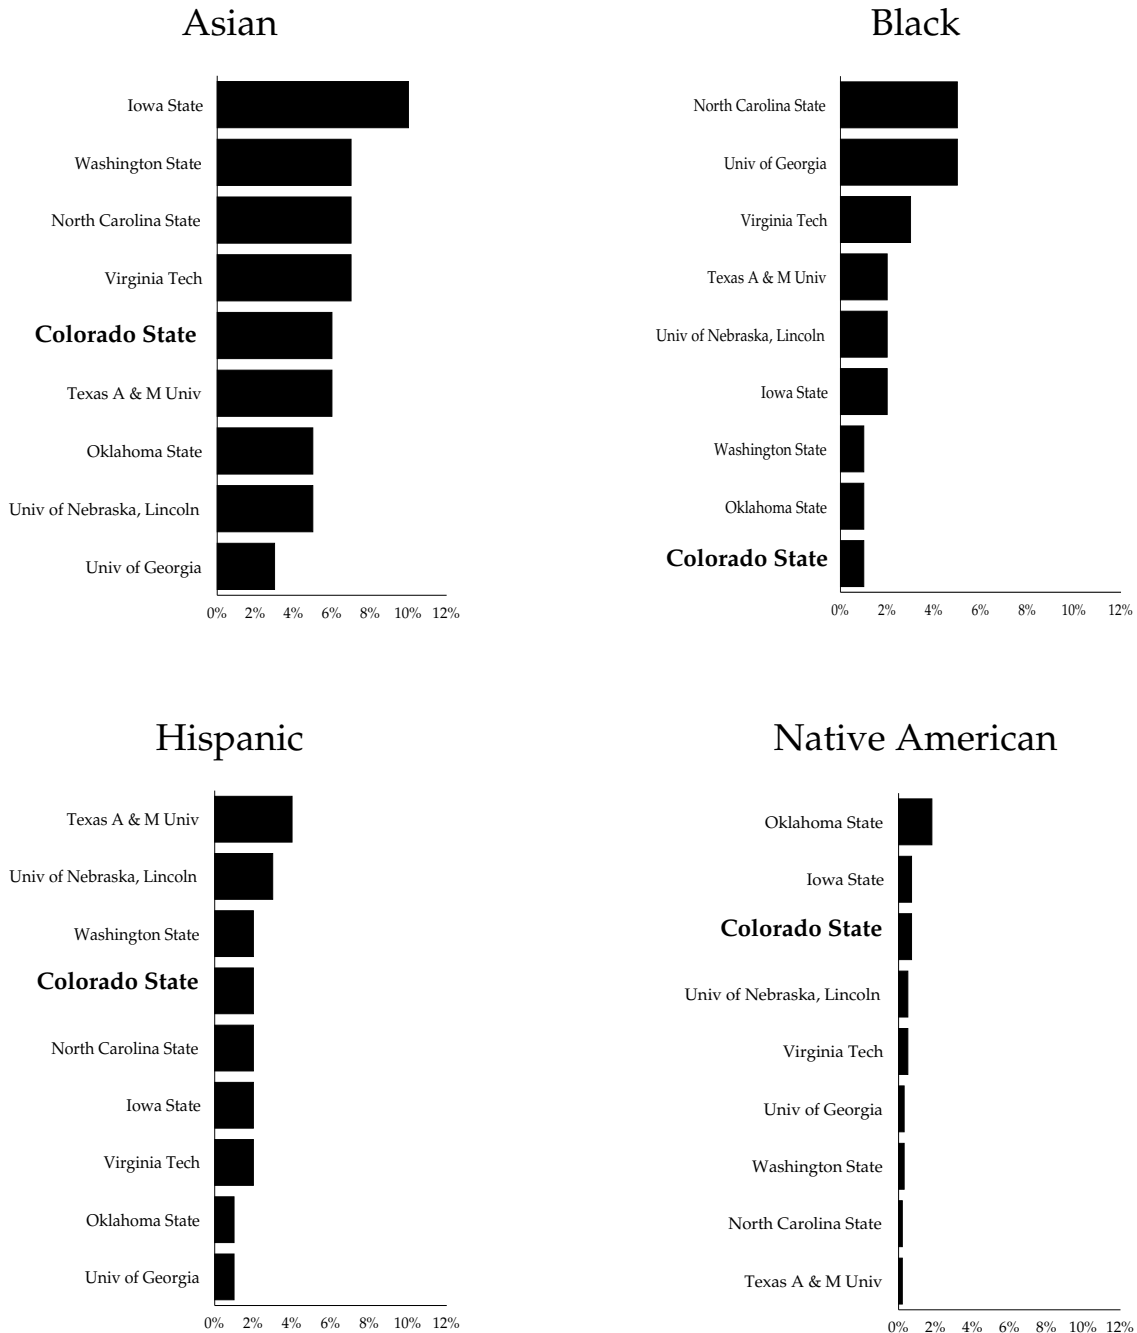 Asian
Iowa State
Washington State
North Carolina State
Virginia Tech
Colorado State
Texas A & M Univ
Oklahoma State
Univ of Nebraska, Lincoln
Univ of Georgia
0% 2% 4% 6% 8% 10% 12%
Black
North Carolina State
Univ of Georgia
Virginia Tech
Texas A & M Univ
Univ of Nebraska, Lincoln
Iowa State
Washington State
Oklahoma State
Colorado State
0% 2% 4% 6% 8% 10% 12%
Hispanic
Texas A & M Univ
Univ of Nebraska, Lincoln
Washington State
Colorado State
North Carolina State
Iowa State
Virginia Tech
Oklahoma State
Univ of Georgia
0% 2% 4% 6% 8% 10% 12%
Native American
Oklahoma State
Iowa State
Colorado State
Univ of Nebraska, Lincoln
Virginia Tech
Univ of Georgia
Washington State
North Carolina State
Texas A & M Univ
0% 2% 4% 6% 8% 10% 12%